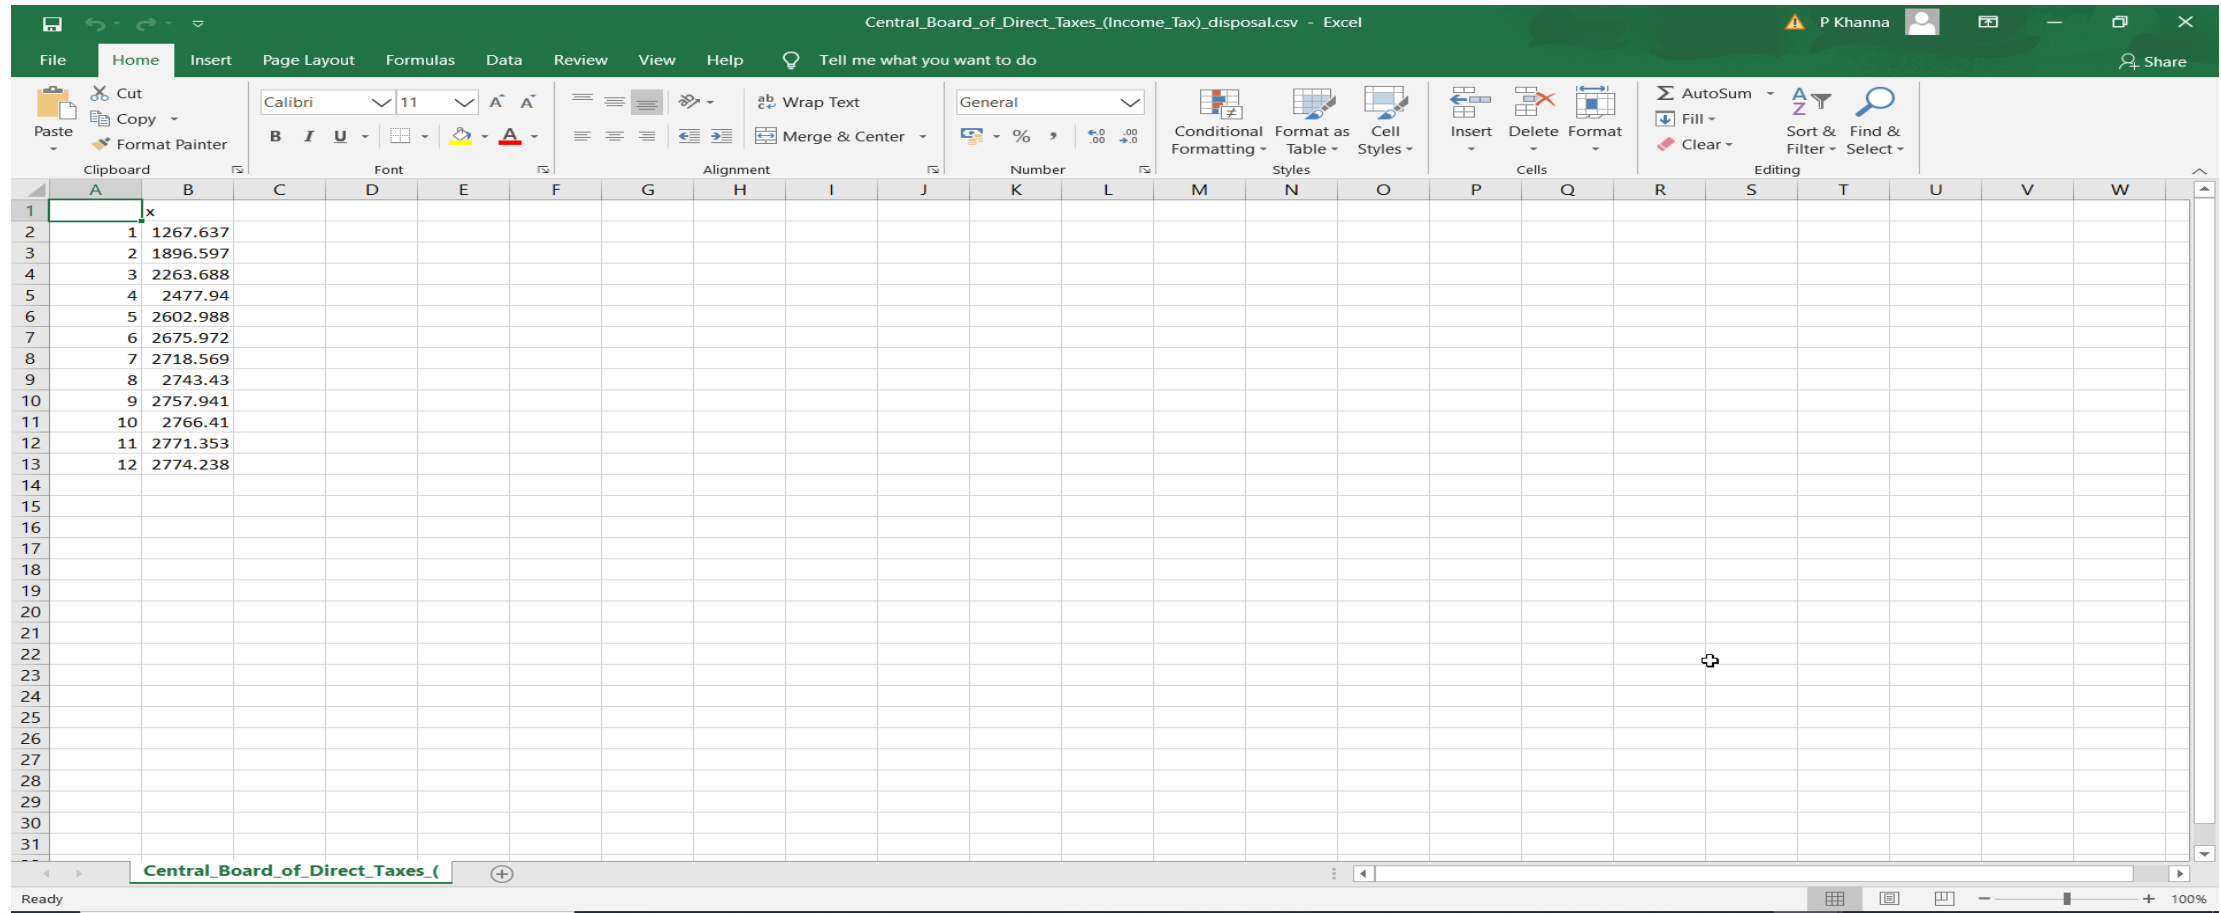 Central_Board_of_Direct_Taxes_(Income_Tax)_disposal.csv - Excel P Khanna
File Home Insert Page Layout Formulas Data Review View Help Tell me what you want to do Share
Cut Calibri 11 A A ab Wrap Text General AutoSum
Copy Fill
Paste B I U A Merge & Center % , Conditional Format as Cell Insert Delete Format Sort & Find &
Format Painter Formatting Table Styles Clear Filter Select
Clipboard Font Alignment Number Styles Cells Editing
A B C D E F G H I J K L M N O P Q R S T U V W
1 x
2 1 1267.637
3 2 1896.597
4 3 2263.688
5 4 2477.94
6 5 2602.988
7 6 2675.972
8 7 2718.569
9 8 2743.43
10 9 2757.941
11 10 2766.41
12 11 2771.353
13 12 2774.238
14
15
16
17
18
19
20
21
22
23
24
25
26
27
28
29
30
31
Central_Board_of_Direct_Taxes_(
Ready 100%